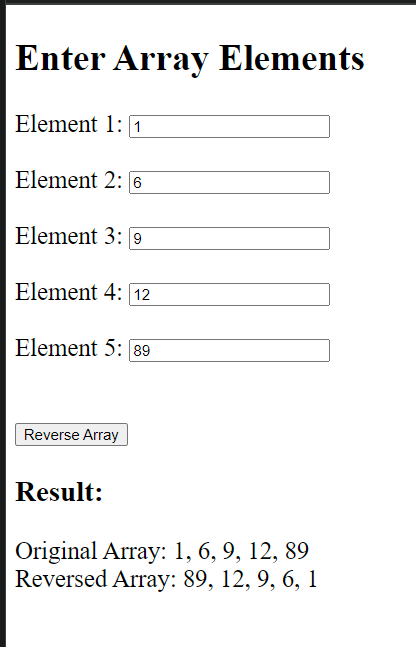 Enter Array Elements
Element 1: 1
Element 2: 6
Element 3: 9
Element 4: 12
Element 5: 89
Reverse Array
Result:
Original Array: 1, 6, 9, 12, 89
Reversed Array: 89, 12, 9, 6, 1